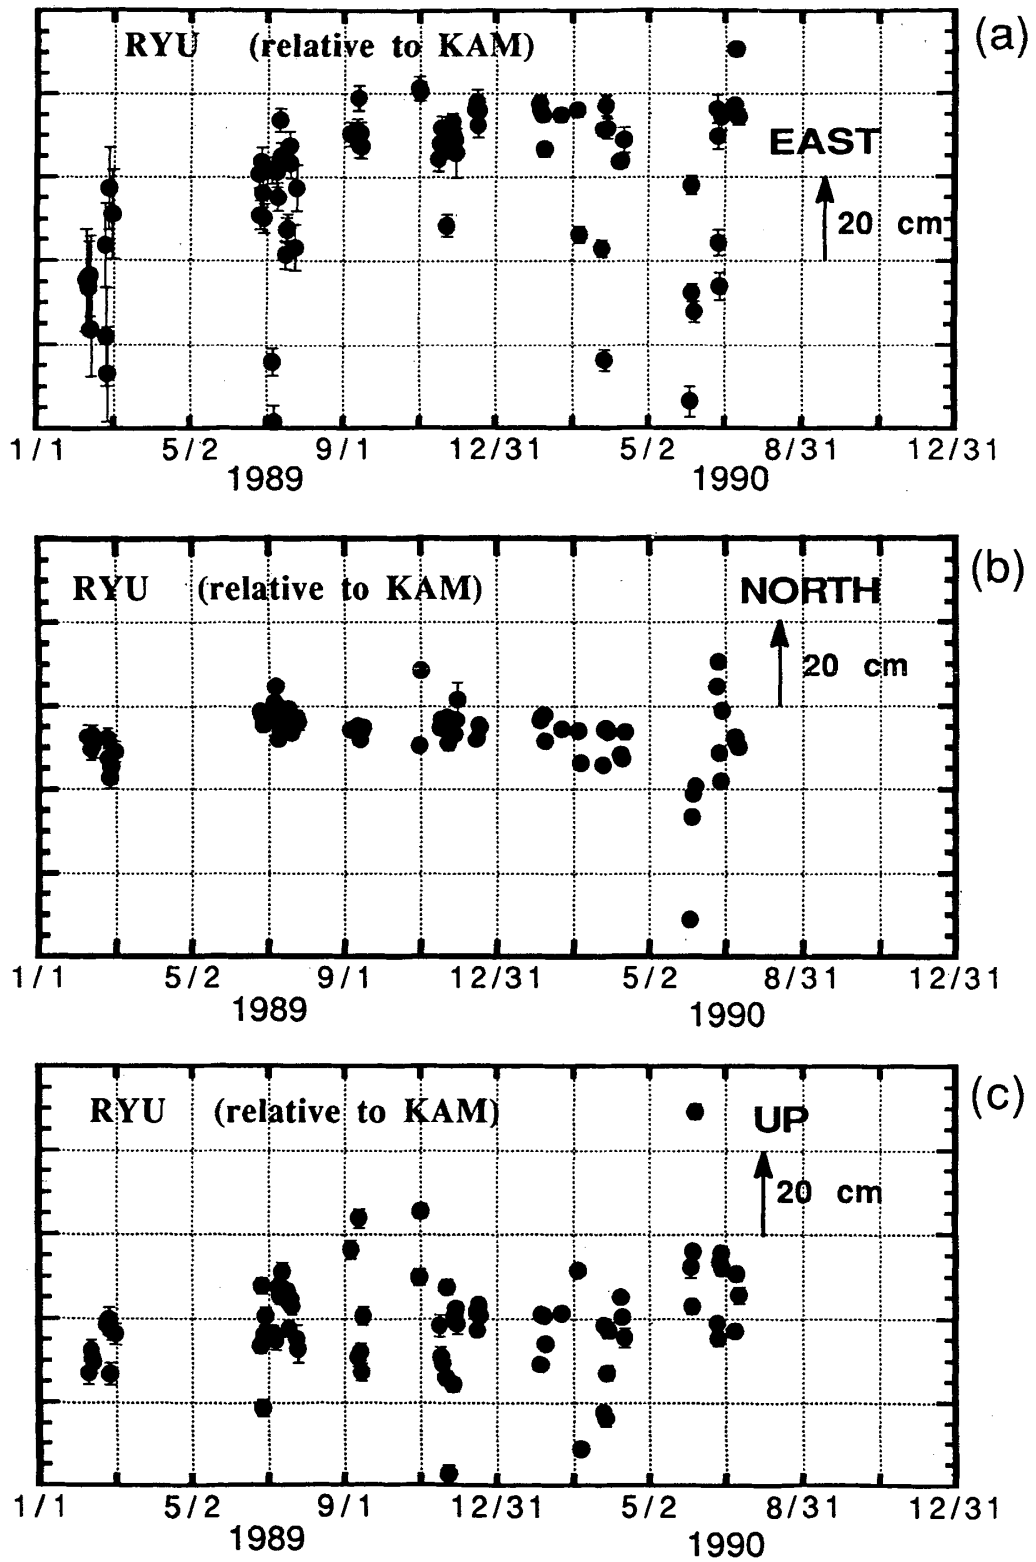 (a)
RYU (relative to KAM)
EAST
20 cm
1/1 5/2 9/1 12/31 5/2 8/31 12/31
1989 1990
(b)
RYU (relative to KAM)
NORTH
20 cm
1/1 5/2 9/1 12/31 5/2 8/31 12/31
1989 1990
(c)
RYU (relative to KAM)
UP
20 cm
1/1 5/2 9/1 12/31 5/2 8/31 12/31
1989 1990